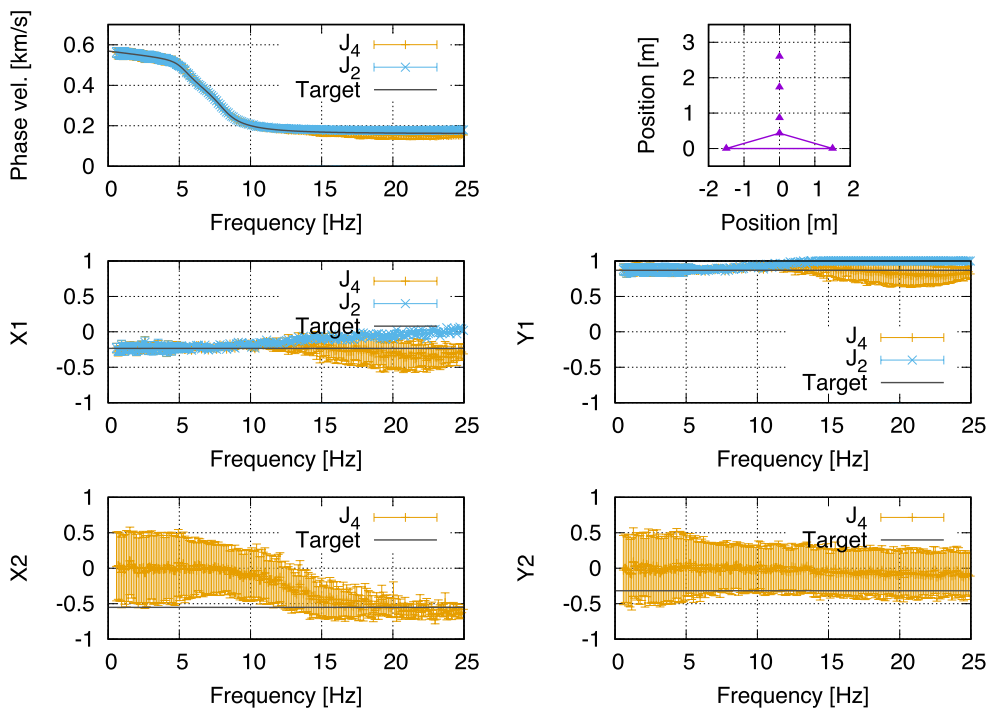 Phase vel. [km/s]
0.6
0.4
0.2
0
J4
J2
Target
0 5 10 15 20 25
Frequency [Hz]
Position [m]
3
2
1
0
-2 -1 0 1 2
Position [m]
X1
1
0.5
0
-0.5
-1
J4
J2
Target
0 5 10 15 20 25
Frequency [Hz]
Y1
1
0.5
0
-0.5
-1
J4
J2
Target
0 5 10 15 20 25
Frequency [Hz]
X2
1
0.5
0
-0.5
-1
J4
Target
0 5 10 15 20 25
Frequency [Hz]
Y2
1
0.5
0
-0.5
-1
J4
Target
0 5 10 15 20 25
Frequency [Hz]